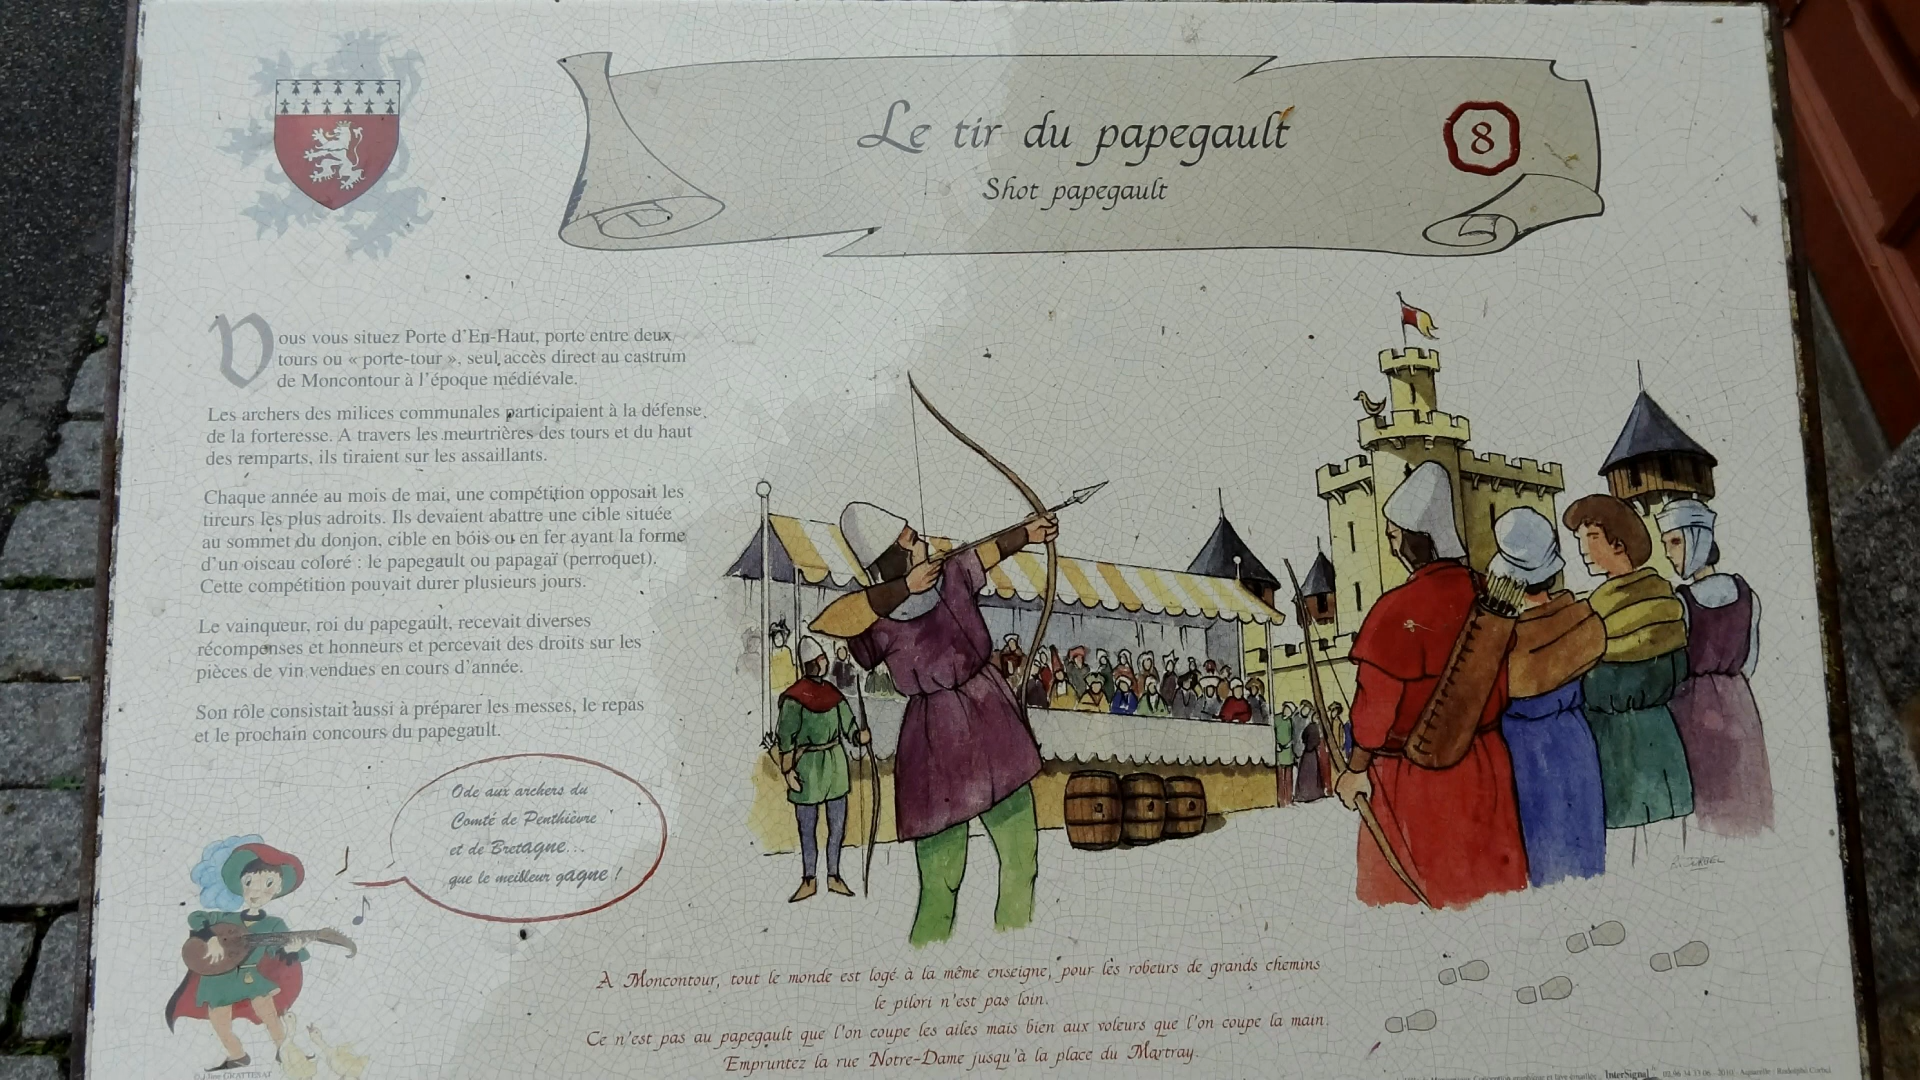 Le tir du papegault
Shot papegault
8
Vous vous situez Porte d'En-Haut, porte entre deux
tours ou « porte-tour », seul accès direct au castrum
de Moncontour à l'époque médiévale.
Les archers des milices communales participaient à la défense
de la forteresse. A travers les meurtrières des tours et du haut
des remparts, ils tiraient sur les assaillants.
Chaque année au mois de mai, une compétition opposait les
tireurs les plus adroits. Ils devaient abattre une cible située
au sommet du donjon, cible en bois ou en fer ayant la forme
d'un oiseau coloré : le papegault ou papagaï (perroquet).
Cette compétition pouvait durer plusieurs jours.
Le vainqueur, roi du papegault, recevait diverses
récompenses et honneurs et percevait des droits sur les
pièces de vin vendues en cours d'année.
Son rôle consistait aussi à préparer les messes, le repas
et le prochain concours du papegault.
Ode aux archers du
Comté de Penthièvre
et de Bretagne...
que le meilleur gagne !
A Moncontour, tout le monde est logé à la même enseigne, pour les robeurs de grands chemins
le pilori n'est pas loin.
Ce n'est pas au papegault que l'on coupe les ailes mais bien aux voleurs que l'on coupe la main.
Empruntez la rue Notre-Dame jusqu'à la place du Martray.
InterSignal 02 96 34 33 06 - 2010 - Aquarelle : Rodolphe Corbel